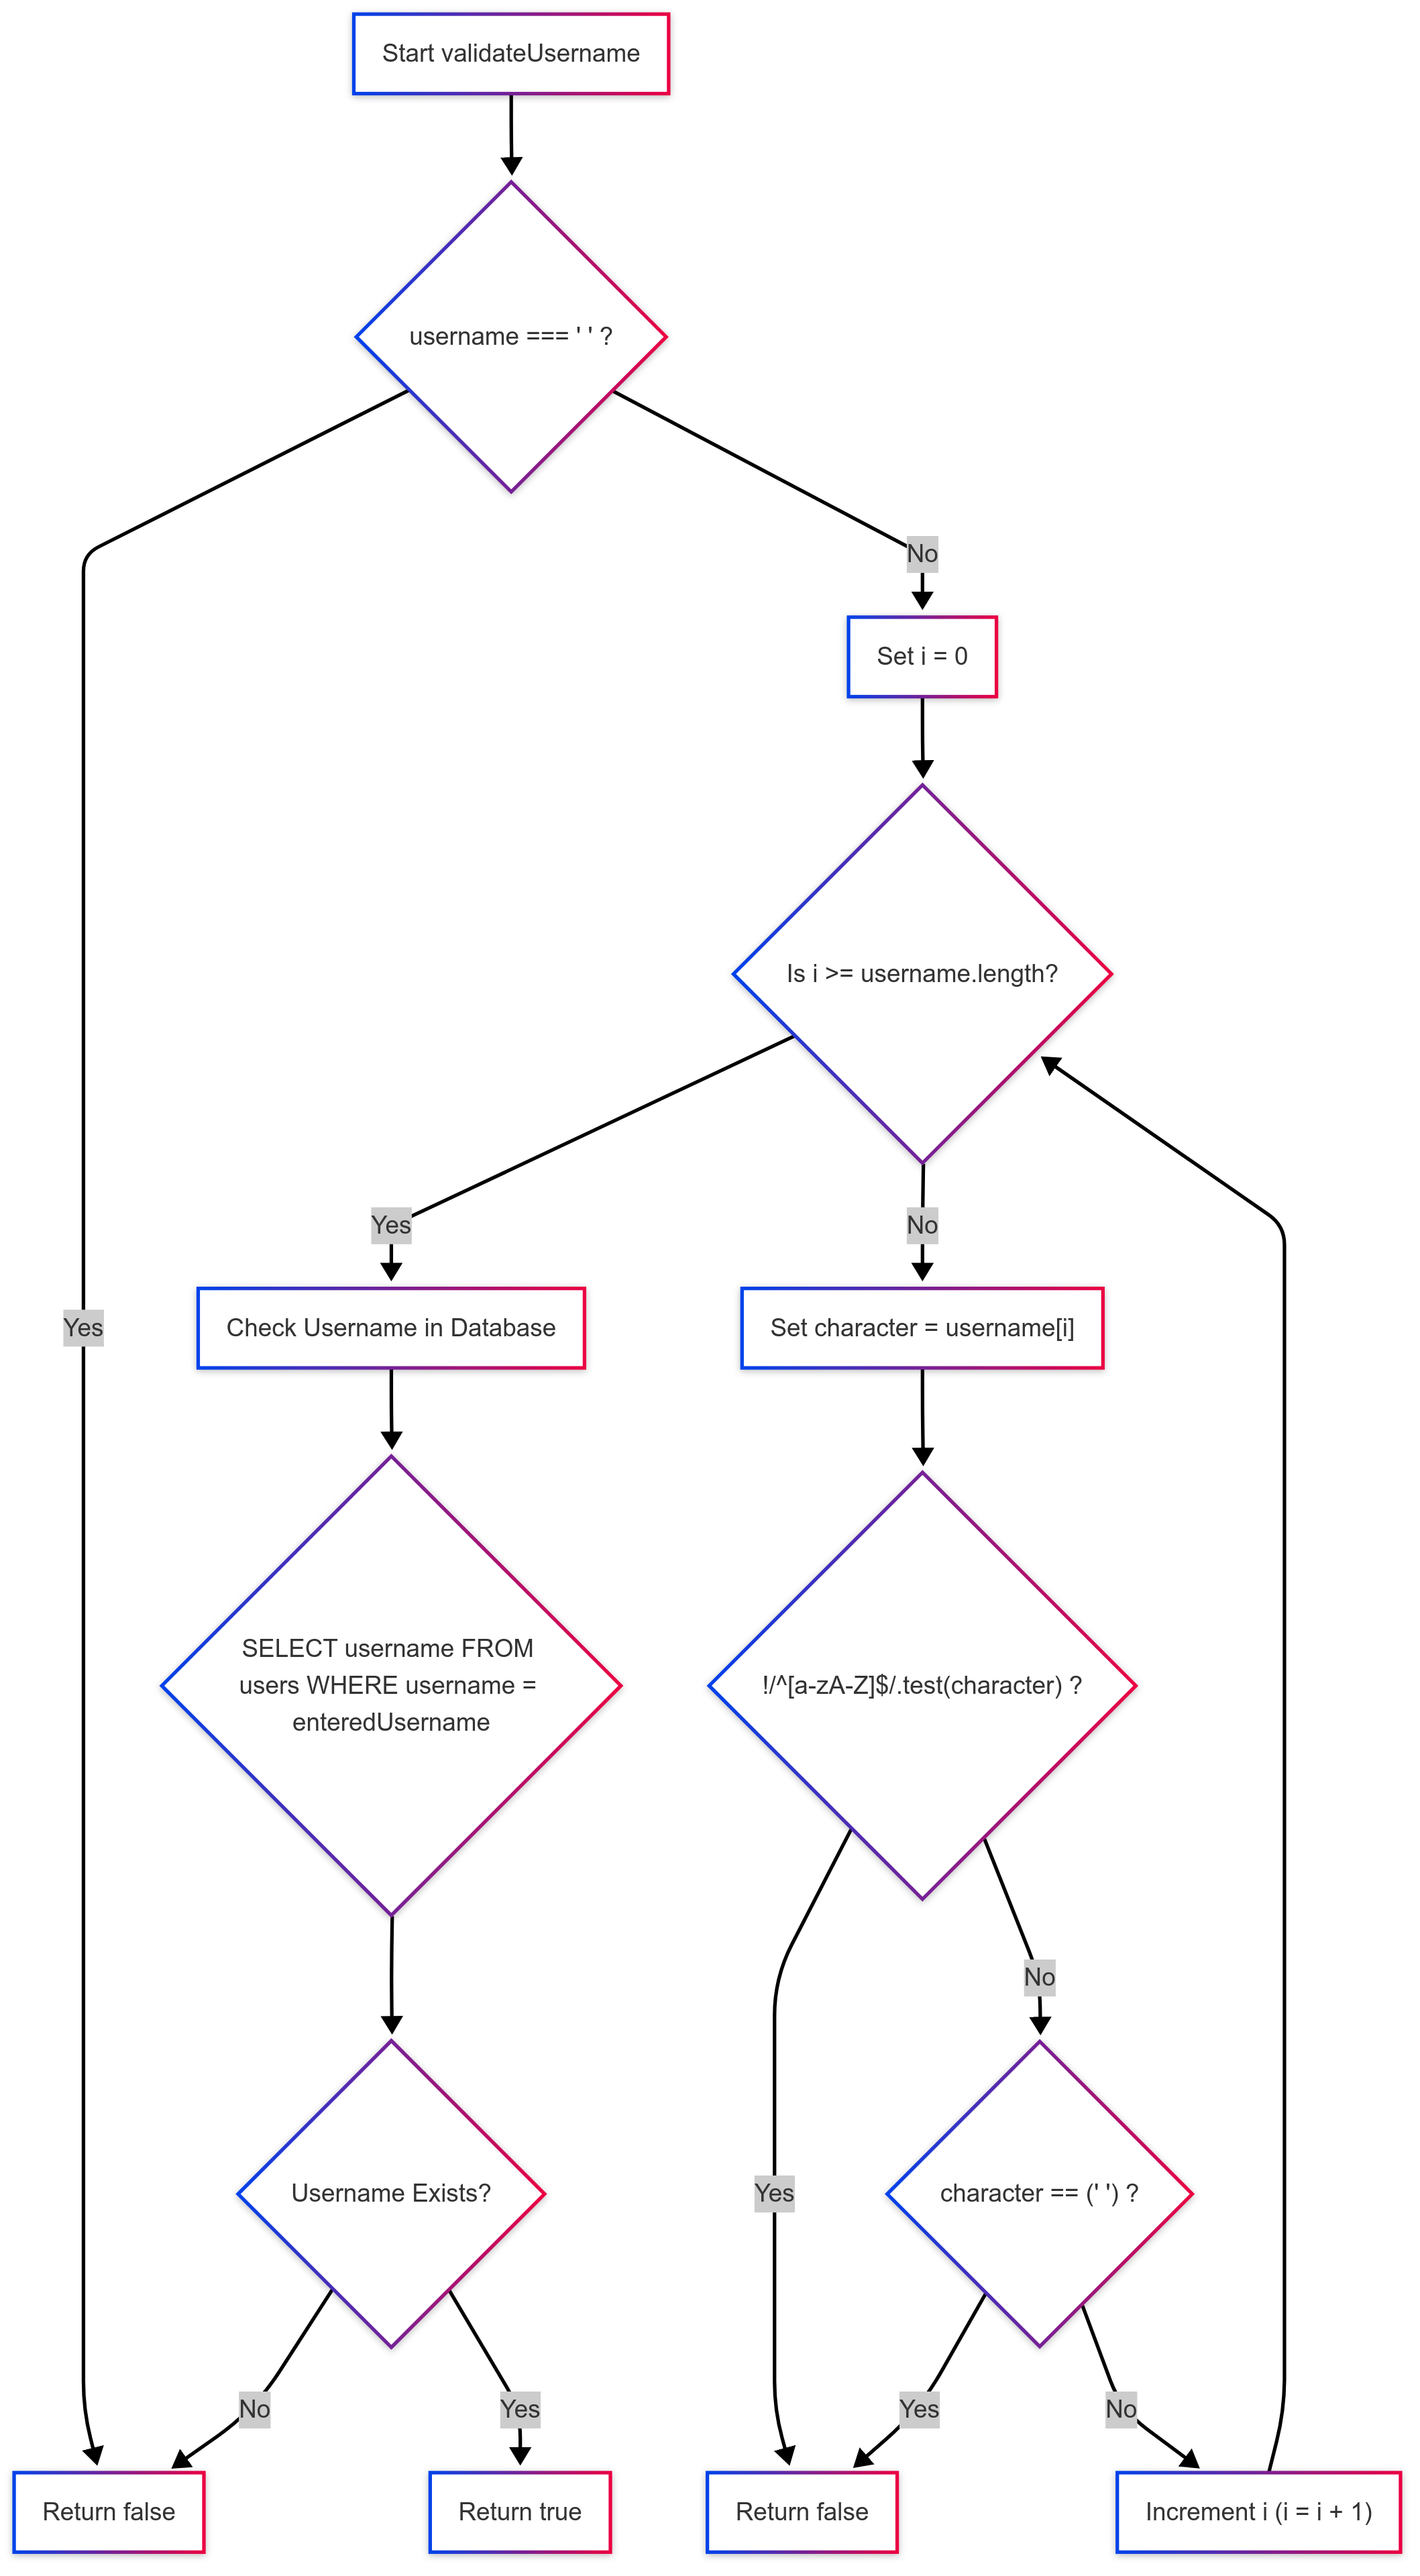 Start validateUsername
username === ' ' ?
No
Set i = 0
Is i >= username.length?
Yes
No
Yes
Check Username in Database
Set character = username[i]
SELECT username FROM
users WHERE username =
enteredUsername
!/^[a-zA-Z]$/.test(character) ?
No
Username Exists?
Yes
character == (' ') ?
No
Yes
Yes
No
Return false
Return true
Return false
Increment i (i = i + 1)